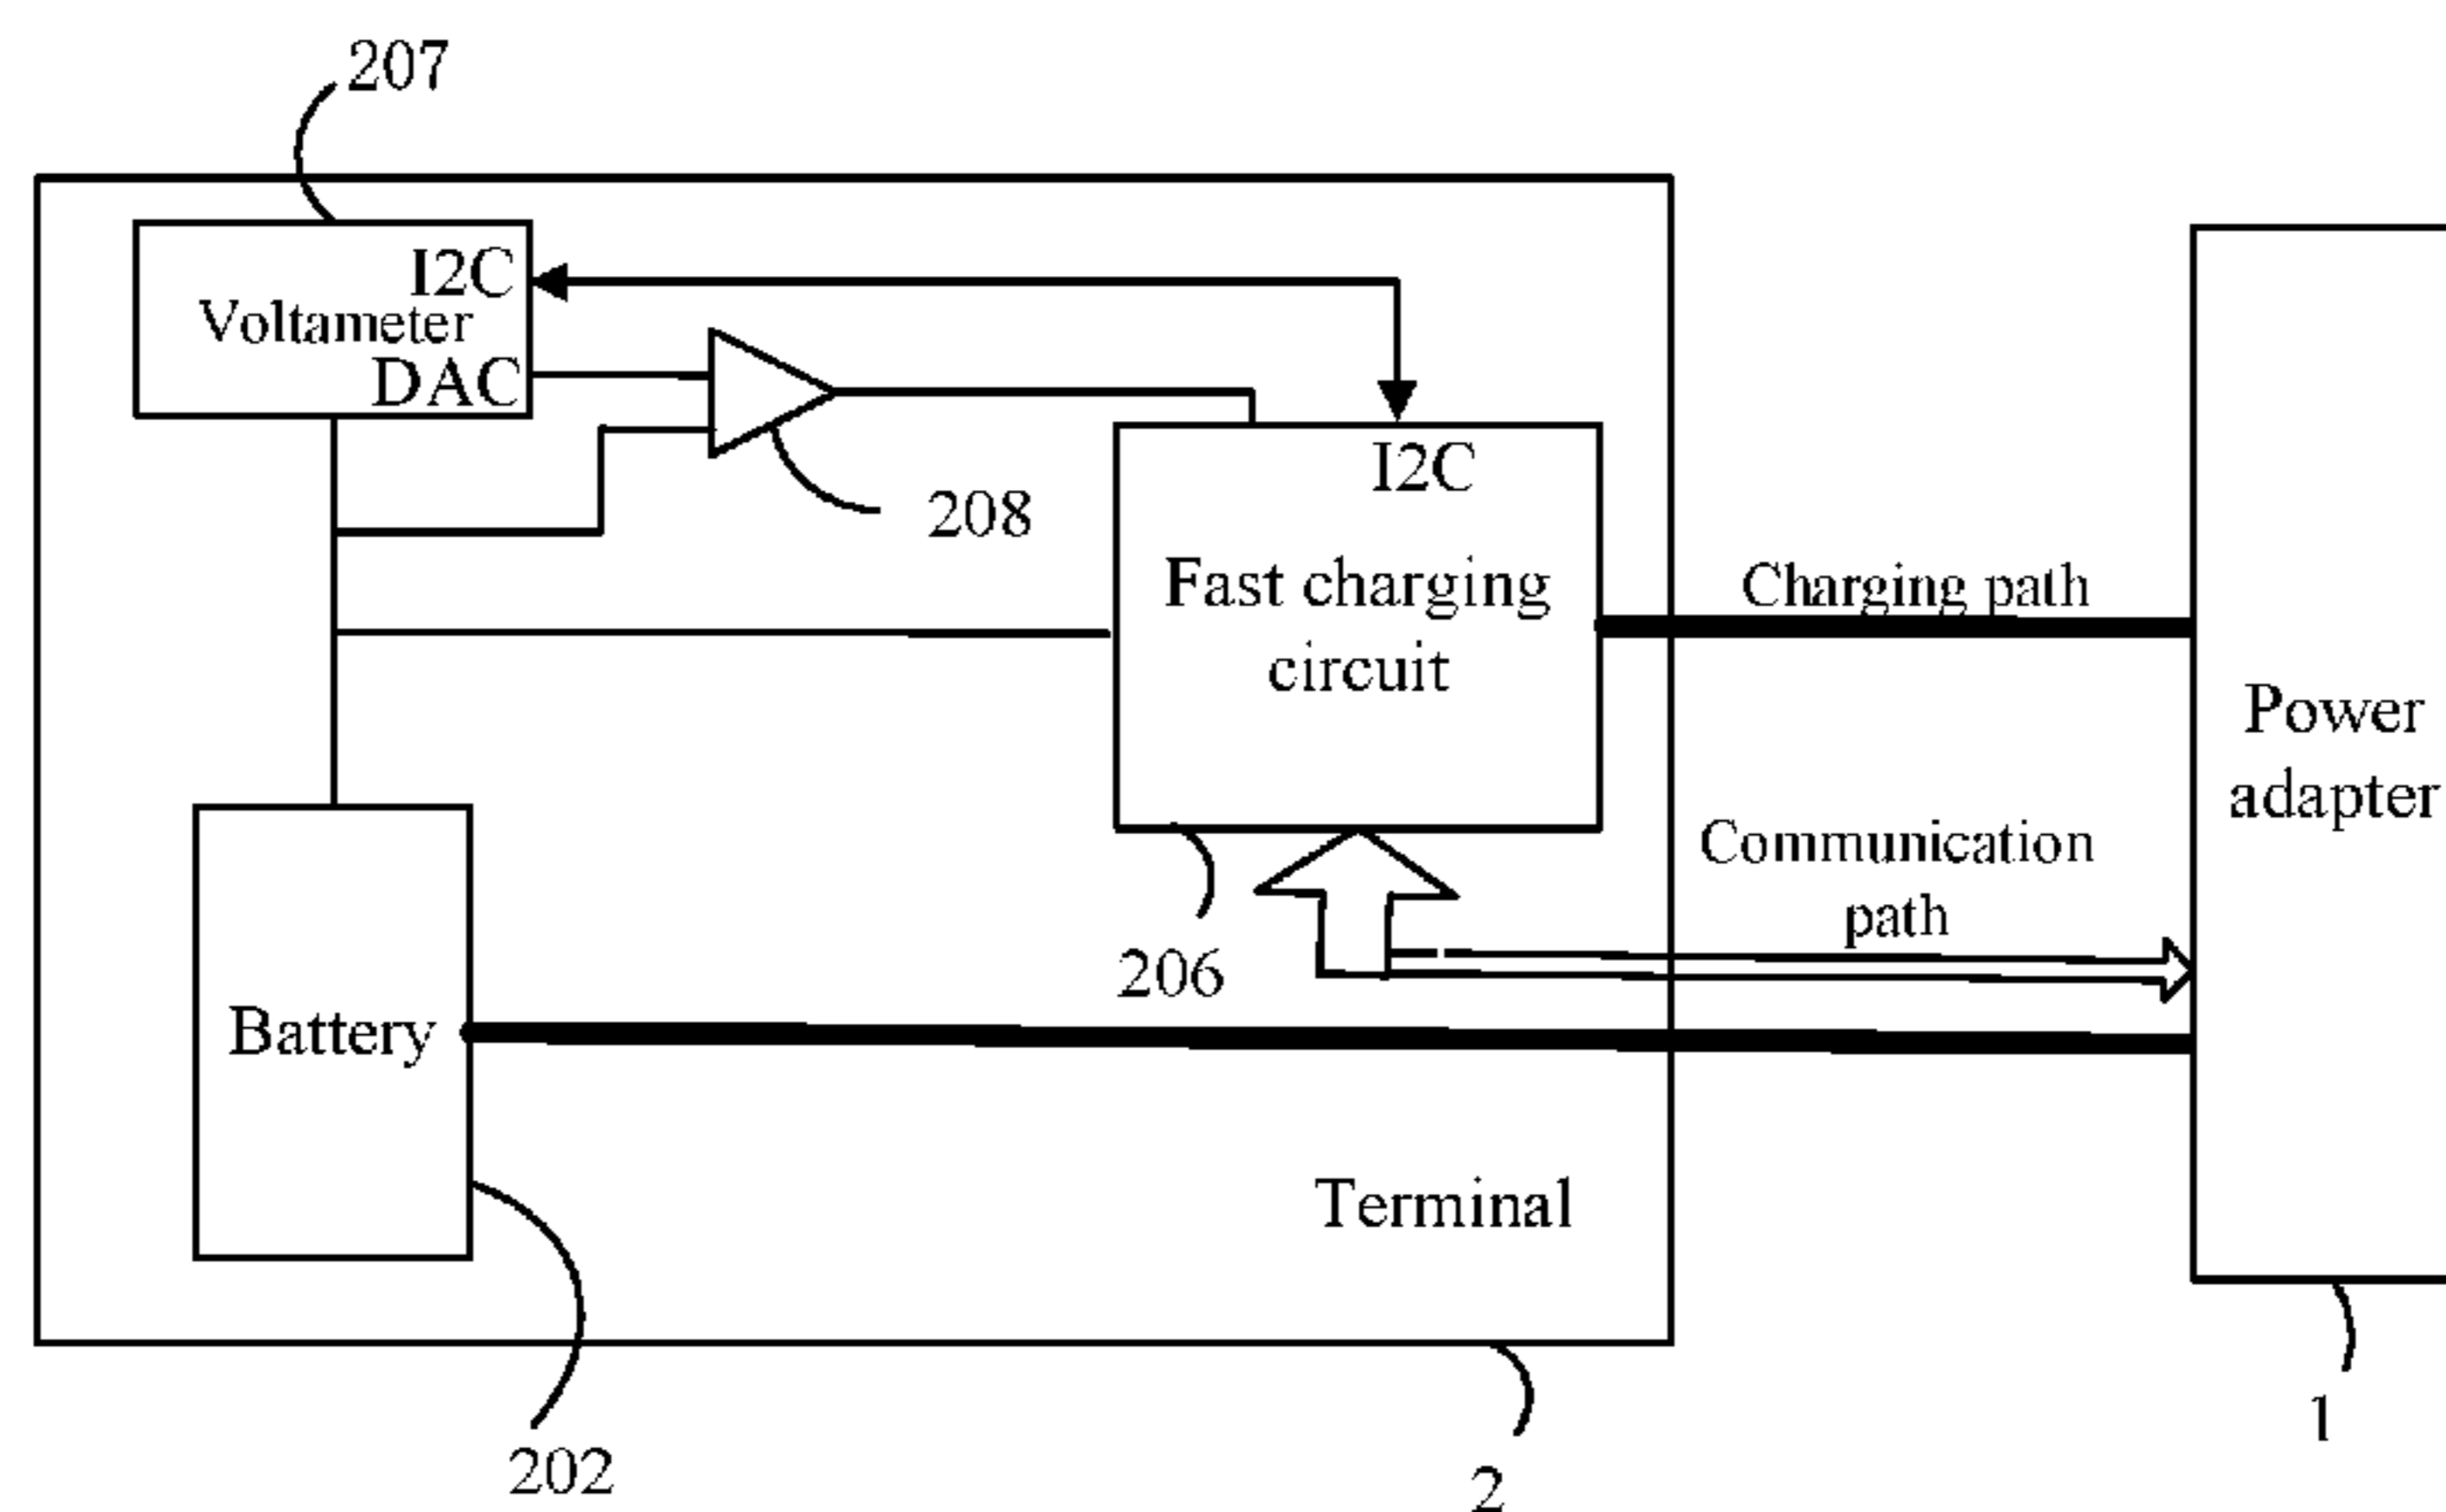 207
I2C
Voltameter
DAC
208
I2C
Fast charging
circuit
Charging path
Power
adapter
Communication
path
206
Battery
Terminal
1
202
2